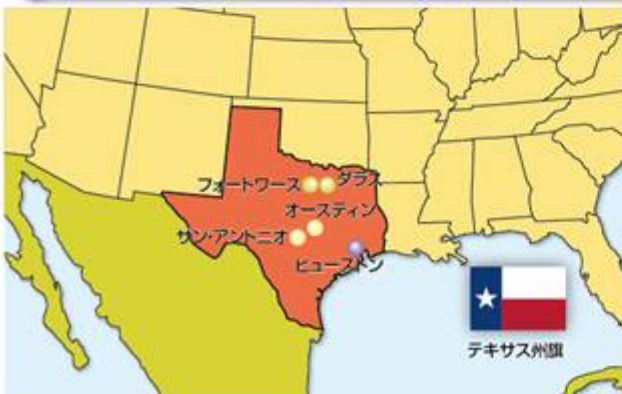 フォートワース
ダラス
オースティン
サン・アントニオ
ヒューストン
テキサス州旗